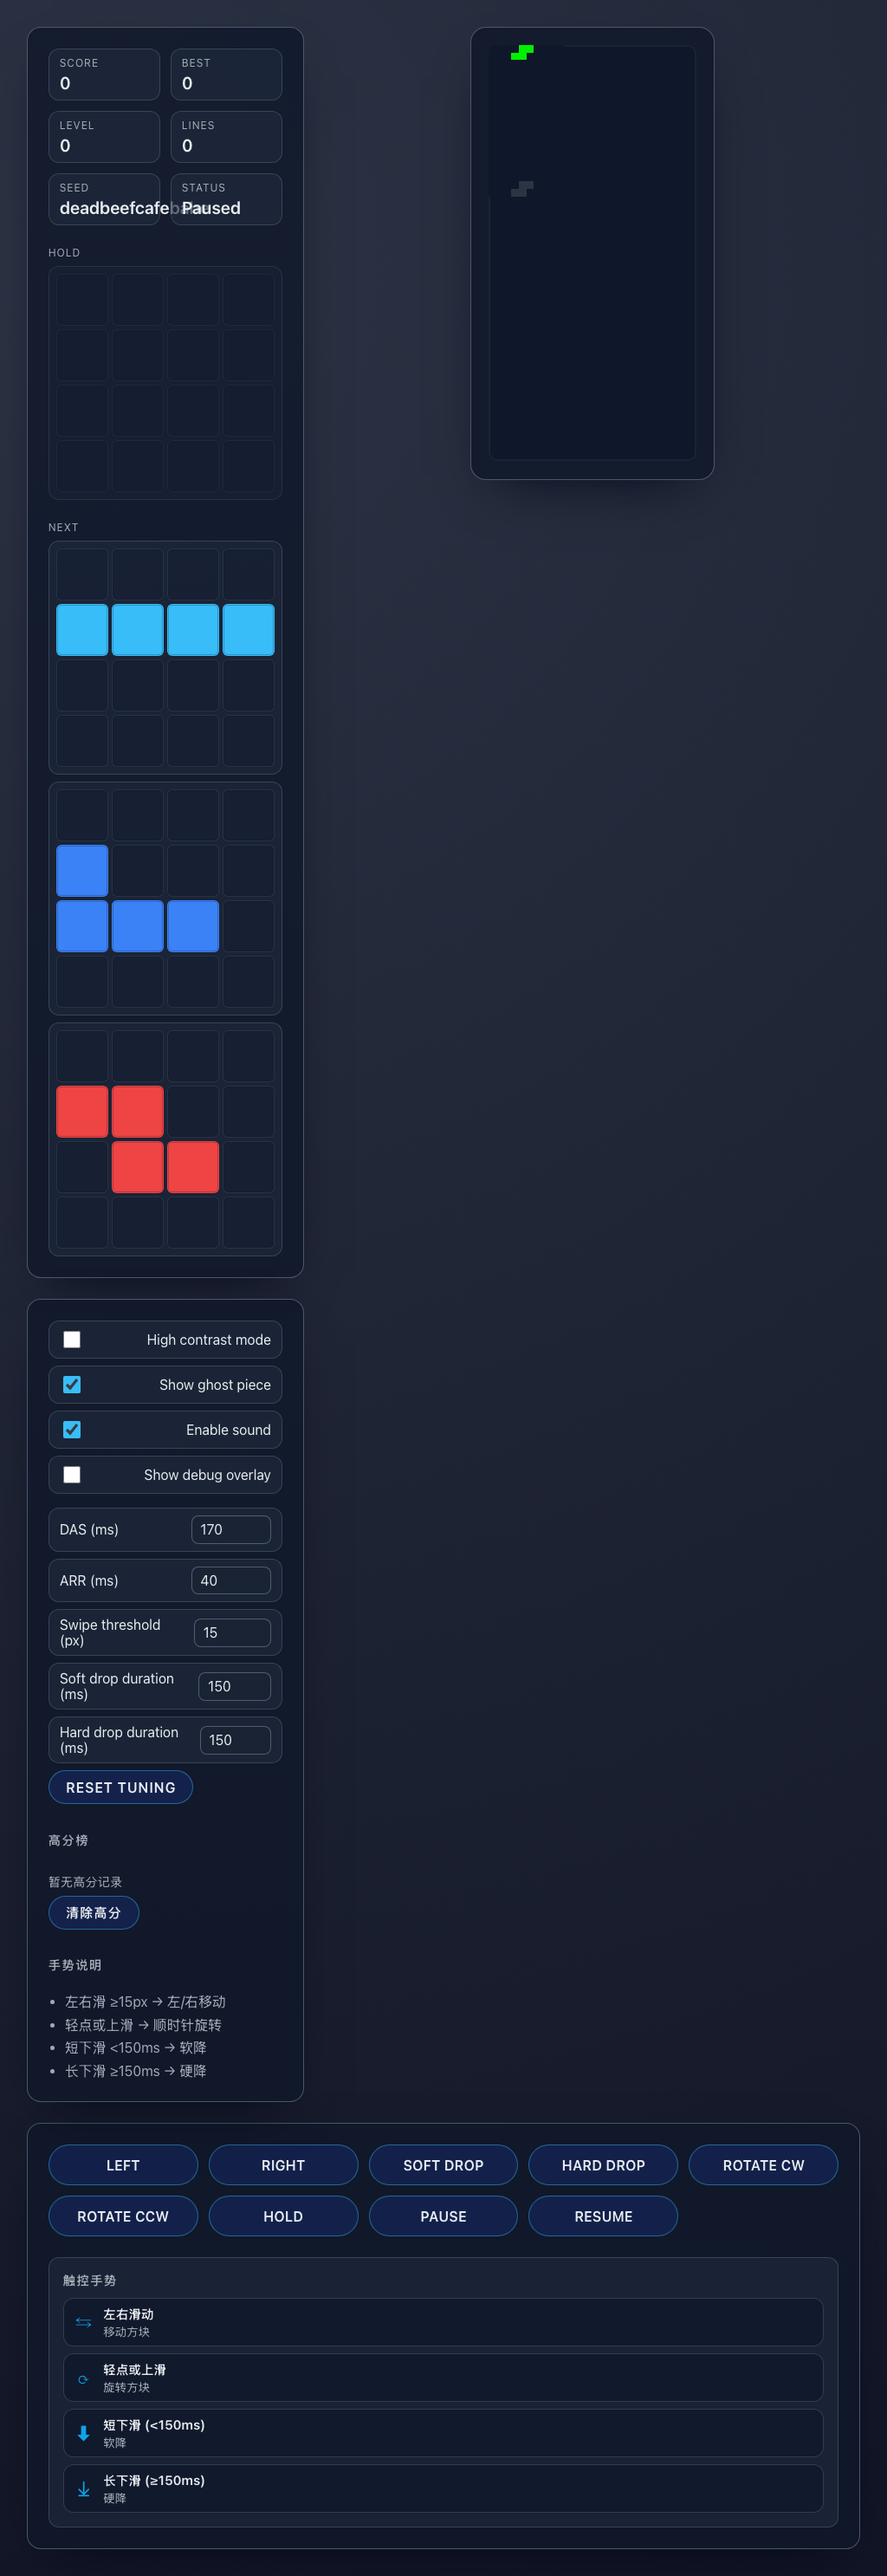 SCORE
0
BEST
0
LEVEL
0
LINES
0
SEED
deadbeefcafe
STATUS
Paused
HOLD
NEXT
High contrast mode
Show ghost piece
Enable sound
Show debug overlay
DAS (ms)
170
ARR (ms)
40
Swipe threshold
(px)
15
Soft drop duration
(ms)
150
Hard drop duration
(ms)
150
RESET TUNING
高分榜
暂无高分记录
清除高分
手势说明
• 左右滑 ≥15px → 左/右移动
• 轻点或上滑 → 顺时针旋转
• 短下滑 <150ms → 软降
• 长下滑 ≥150ms → 硬降
LEFT
RIGHT
SOFT DROP
HARD DROP
ROTATE CW
ROTATE CCW
HOLD
PAUSE
RESUME
触控手势
左右滑动
移动方块
轻点或上滑
旋转方块
短下滑 (<150ms)
软降
长下滑 (≥150ms)
硬降